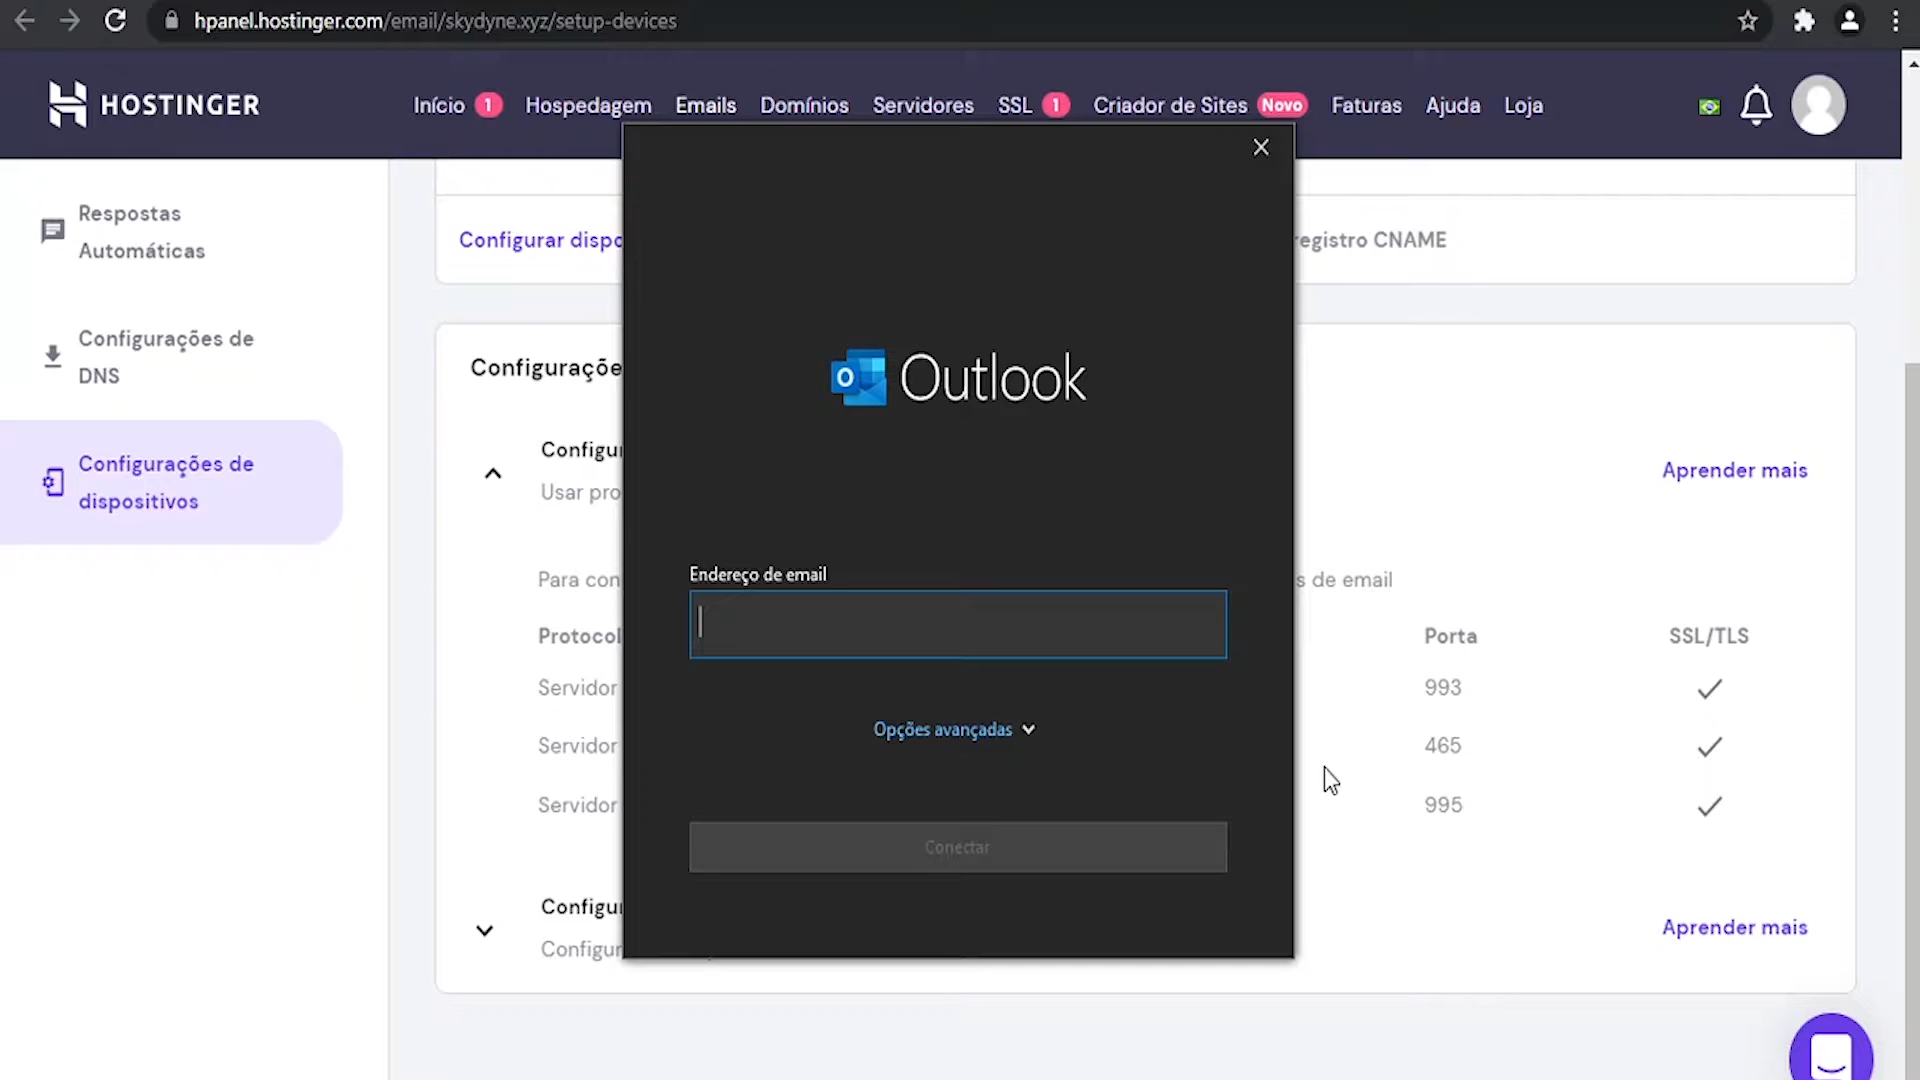 hpanel.hostinger.com/email/skydyne.xyz/setup-devices
HOSTINGER
Início 1 Hospedagem Emails Domínios Servidores SSL 1 Criador de Sites Novo Faturas Ajuda Loja
Respostas
Automáticas
Configurações de
DNS
Configurações de
dispositivos
Configurar dispo
registro CNAME
Configuraçõe
Configu
Usar pro
Aprender mais
Para con
s de email
Protocol
Porta
SSL/TLS
Servidor
993
Servidor
465
Servidor
995
Configu
Configur
Aprender mais
Outlook
Endereço de email
Opções avançadas
Conectar